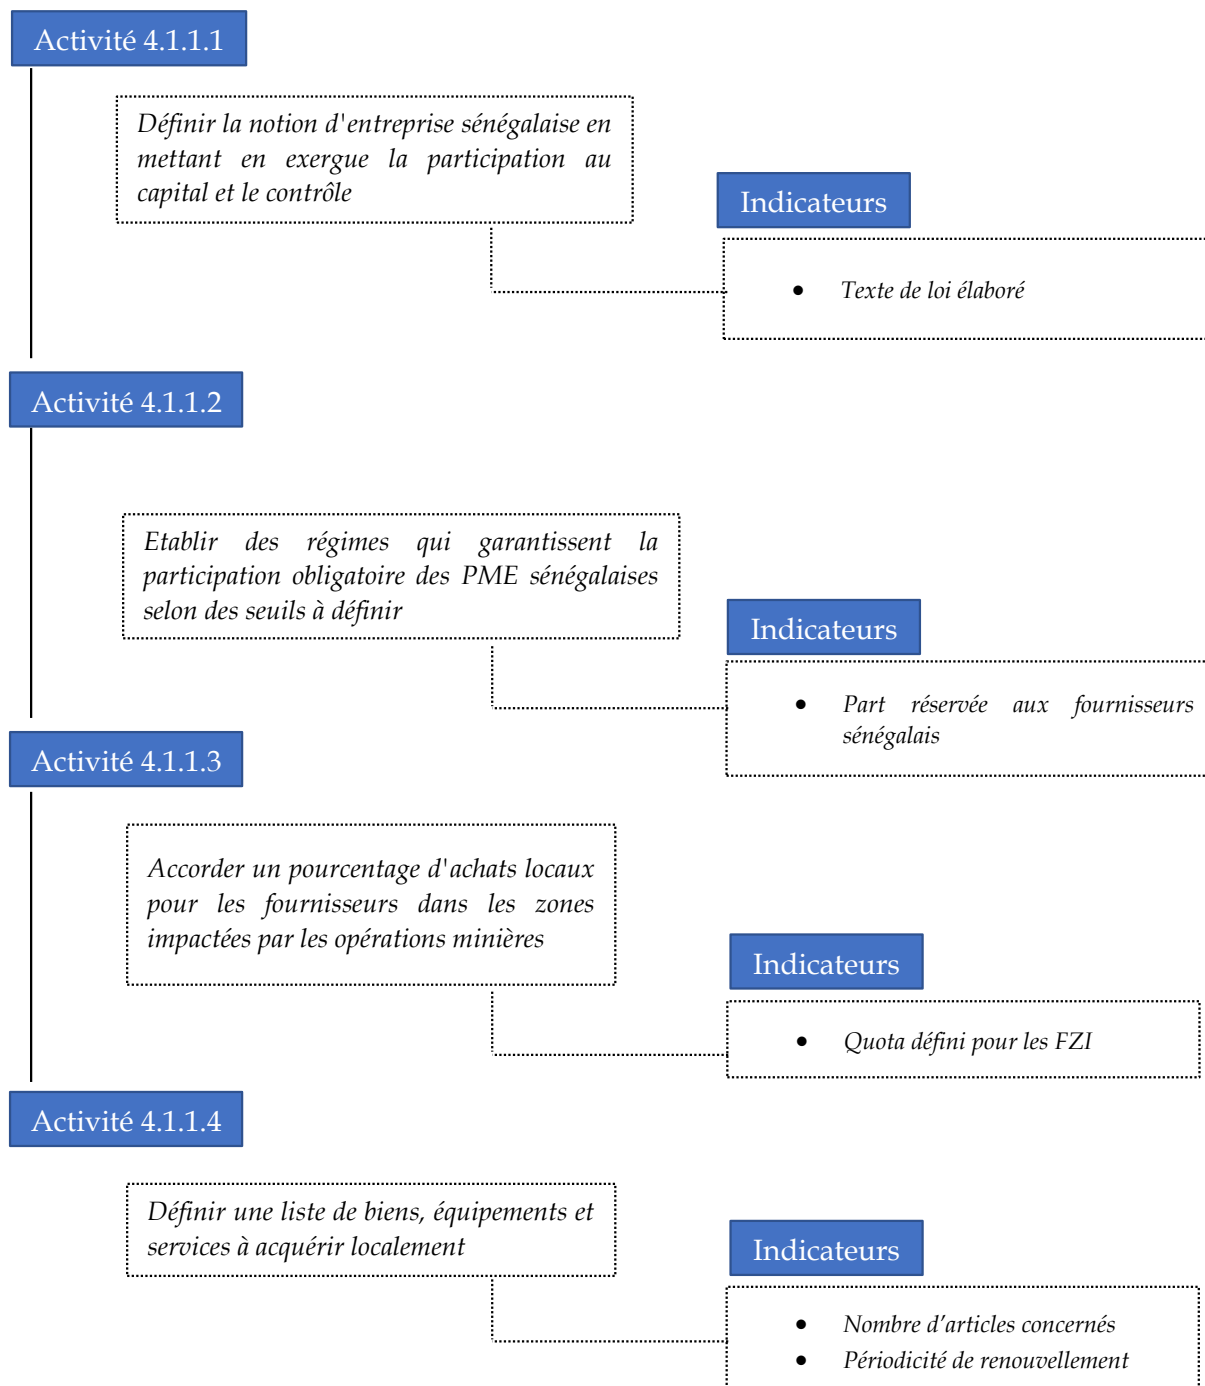 Activité 4.1.1.1
Définir la notion d'entreprise sénégalaise en
mettant en exergue la participation au
capital et le contrôle
Indicateurs
• Texte de loi élaboré
Activité 4.1.1.2
Etablir des régimes qui garantissent la
participation obligatoire des PME sénégalaises
selon des seuils à définir
Indicateurs
• Part réservée aux fournisseurs
sénégalais
Activité 4.1.1.3
Accorder un pourcentage d'achats locaux
pour les fournisseurs dans les zones
impactées par les opérations minières
Indicateurs
• Quota défini pour les FZI
Activité 4.1.1.4
Définir une liste de biens, équipements et
services à acquérir localement
Indicateurs
• Nombre d’articles concernés
• Périodicité de renouvellement